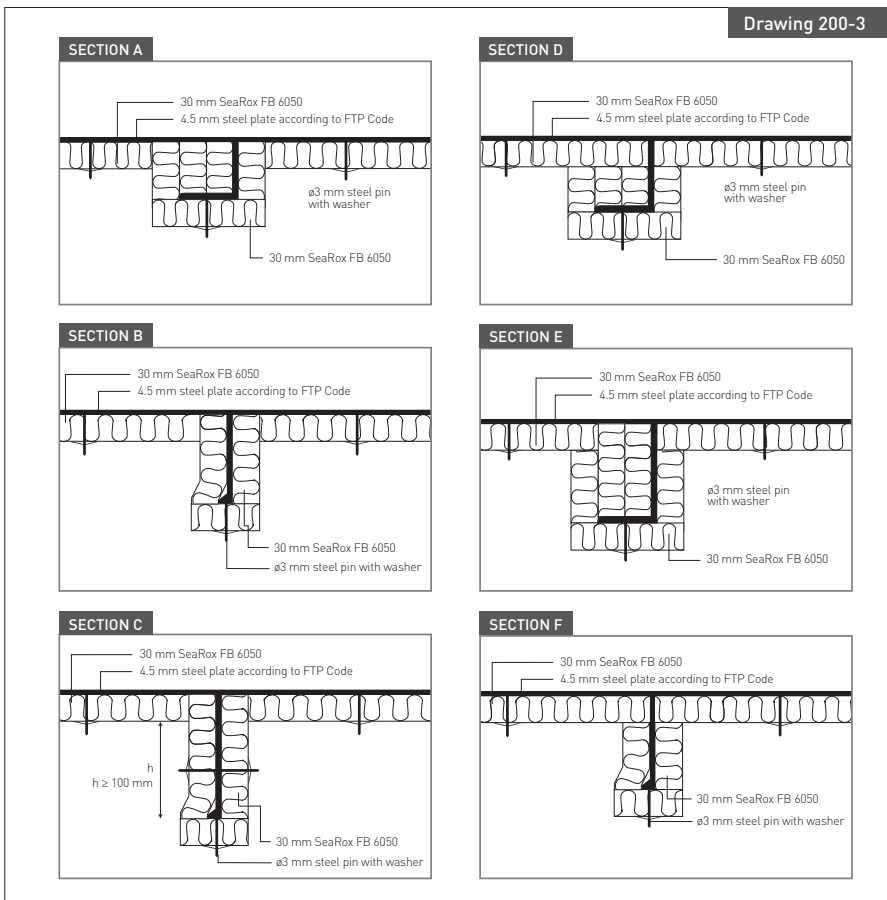 Drawing 200-3
SECTION A
30 mm SeaRox FB 6050
4.5 mm steel plate according to FTP Code
ø3 mm steel pin
with washer
30 mm SeaRox FB 6050
SECTION D
30 mm SeaRox FB 6050
4.5 mm steel plate according to FTP Code
ø3 mm steel pin
with washer
30 mm SeaRox FB 6050
SECTION B
30 mm SeaRox FB 6050
4.5 mm steel plate according to FTP Code
30 mm SeaRox FB 6050
ø3 mm steel pin with washer
SECTION E
30 mm SeaRox FB 6050
4.5 mm steel plate according to FTP Code
ø3 mm steel pin
with washer
30 mm SeaRox FB 6050
SECTION C
30 mm SeaRox FB 6050
4.5 mm steel plate according to FTP Code
h
h ≥ 100 mm
30 mm SeaRox FB 6050
ø3 mm steel pin with washer
SECTION F
30 mm SeaRox FB 6050
4.5 mm steel plate according to FTP Code
30 mm SeaRox FB 6050
ø3 mm steel pin with washer